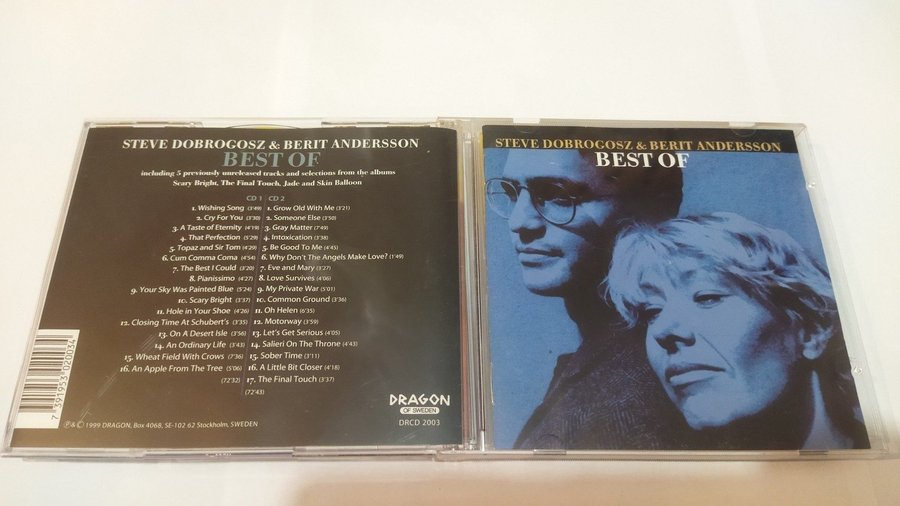 STEVE DOBROGOSZ & BERIT ANDERSSON
BEST OF
including 5 previously unreleased tracks and selections from the albums
Scary Bright, The Final Touch, Jade and Skin Balloon
CD 1
1. Wishing Song (3'49)
2. Cry For You (3'30)
3. A Taste of Eternity (4'19)
4. That Perfection (5'29)
5. Topaz and Sir Tom (4'29)
6. Cum Comma Coma (4'54)
7. The Best I Could (3'20)
8. Pianissimo (4'27)
9. Your Sky Was Painted Blue (5'24)
10. Scary Bright (3'37)
11. Hole in Your Shoe (4'26)
12. Closing Time At Schubert's (3'35)
13. On A Desert Isle (3'56)
14. An Ordinary Life (3'43)
15. Wheat Field With Crows (7'36)
16. An Apple From The Tree (5'06)
(72'32)
CD 2
1. Grow Old With Me (3'21)
2. Someone Else (3'50)
3. Gray Matter (7'49)
4. Intoxication (3'38)
5. Be Good To Me (4'45)
6. Why Don't The Angels Make Love? (1'49)
7. Eve and Mary (3'27)
8. Love Survives (4'06)
9. My Private War (5'01)
10. Common Ground (3'36)
11. Oh Helen (6'35)
12. Motorway (3'59)
13. Let's Get Serious (4'05)
14. Salieri On The Throne (4'43)
15. Sober Time (3'11)
16. A Little Bit Closer (4'18)
17. The Final Touch (3'37)
(72'43)
7 391953 020034
DRAGON
OF SWEDEN
DRCD 2003
℗ & © 1999 DRAGON, Box 4068, SE-102 62 Stockholm, SWEDEN
STEVE DOBROGOSZ & BERIT ANDERSSON
BEST OF